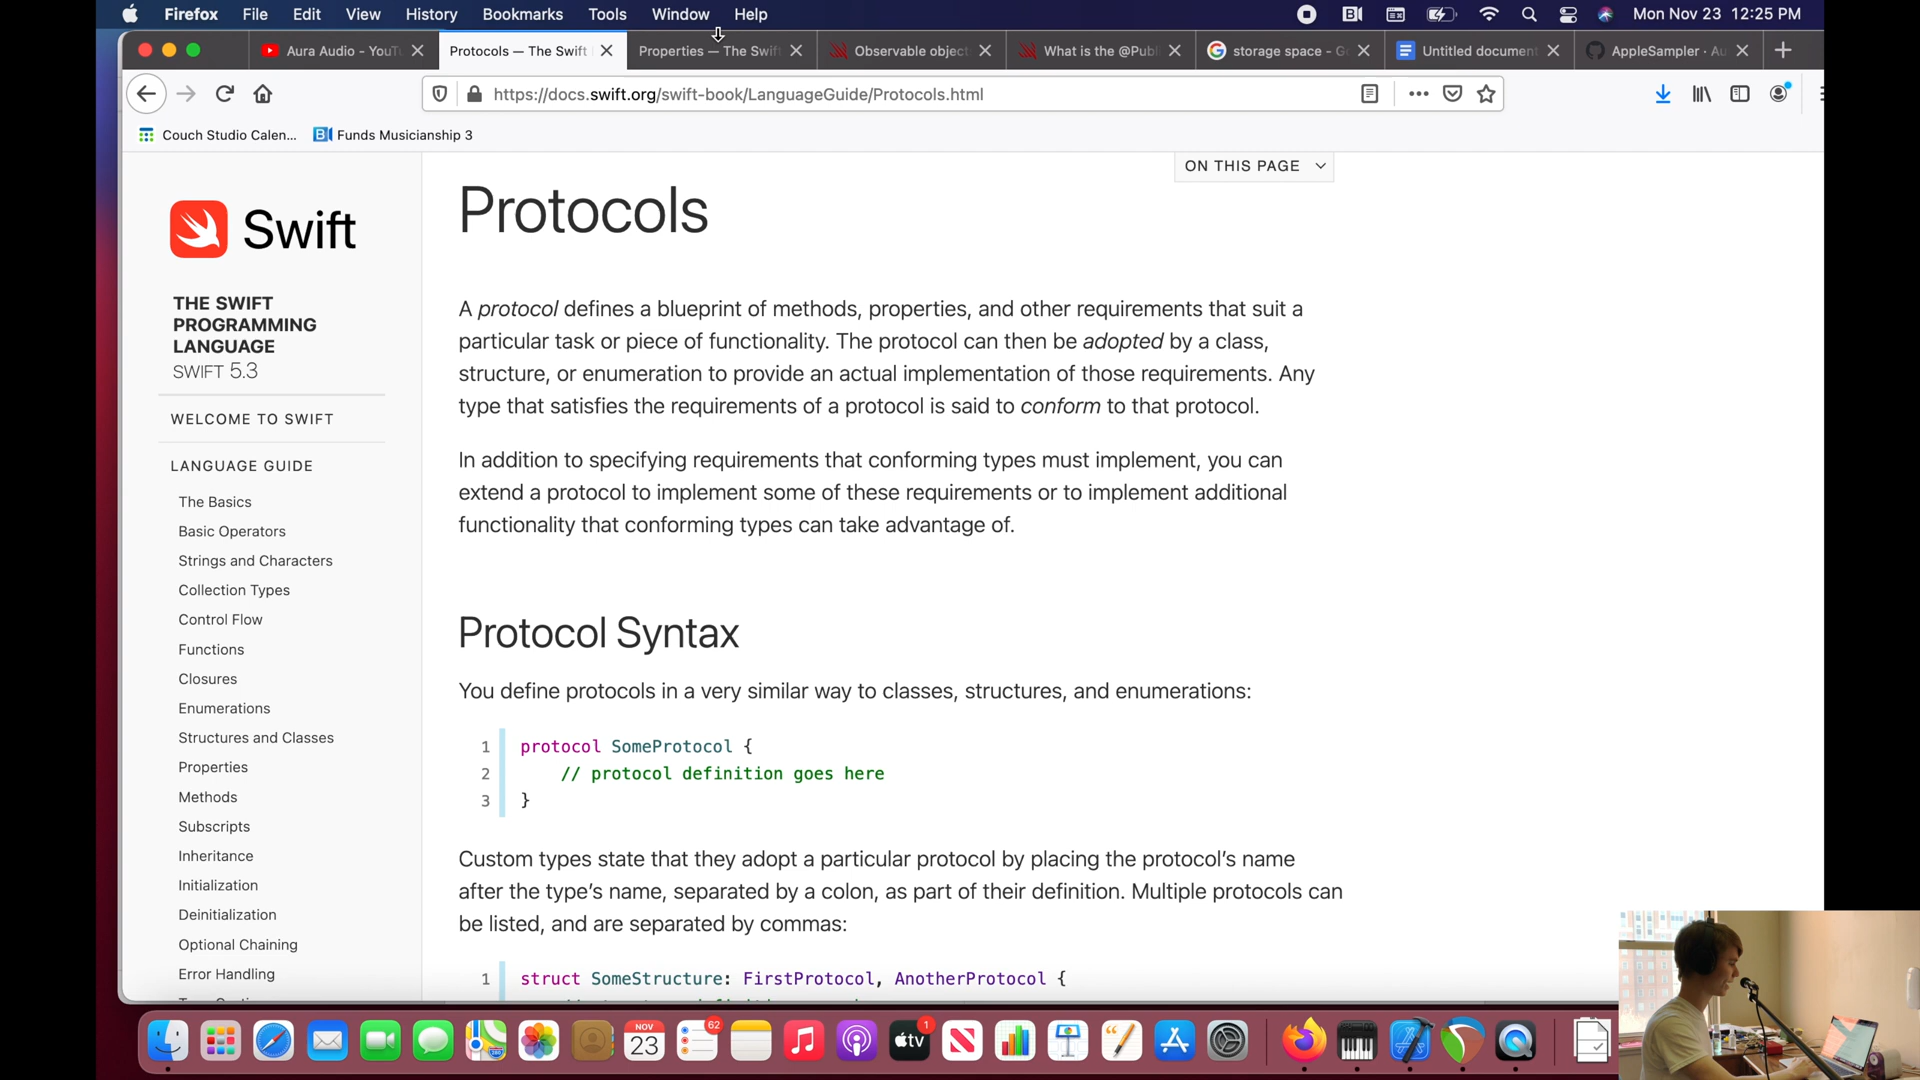 Firefox File Edit View History Bookmarks Tools Window Help Mon Nov 23 12:25 PM
Aura Audio - YouT Protocols — The Swift Properties — The Swif Observable object What is the @Pub storage space - G Untitled document AppleSampler · Au
https://docs.swift.org/swift-book/LanguageGuide/Protocols.html
Couch Studio Calen... Funds Musicianship 3
ON THIS PAGE
Swift
THE SWIFT
PROGRAMMING
LANGUAGE
SWIFT 5.3
WELCOME TO SWIFT
LANGUAGE GUIDE
The Basics
Basic Operators
Strings and Characters
Collection Types
Control Flow
Functions
Closures
Enumerations
Structures and Classes
Properties
Methods
Subscripts
Inheritance
Initialization
Deinitialization
Optional Chaining
Error Handling
Protocols
A protocol defines a blueprint of methods, properties, and other requirements that suit a
particular task or piece of functionality. The protocol can then be adopted by a class,
structure, or enumeration to provide an actual implementation of those requirements. Any
type that satisfies the requirements of a protocol is said to conform to that protocol.
In addition to specifying requirements that conforming types must implement, you can
extend a protocol to implement some of these requirements or to implement additional
functionality that conforming types can take advantage of.
Protocol Syntax
You define protocols in a very similar way to classes, structures, and enumerations:
1 protocol SomeProtocol {
2 // protocol definition goes here
3 }
Custom types state that they adopt a particular protocol by placing the protocol’s name
after the type’s name, separated by a colon, as part of their definition. Multiple protocols can
be listed, and are separated by commas:
1 struct SomeStructure: FirstProtocol, AnotherProtocol {
NOV
23
62
tv
1